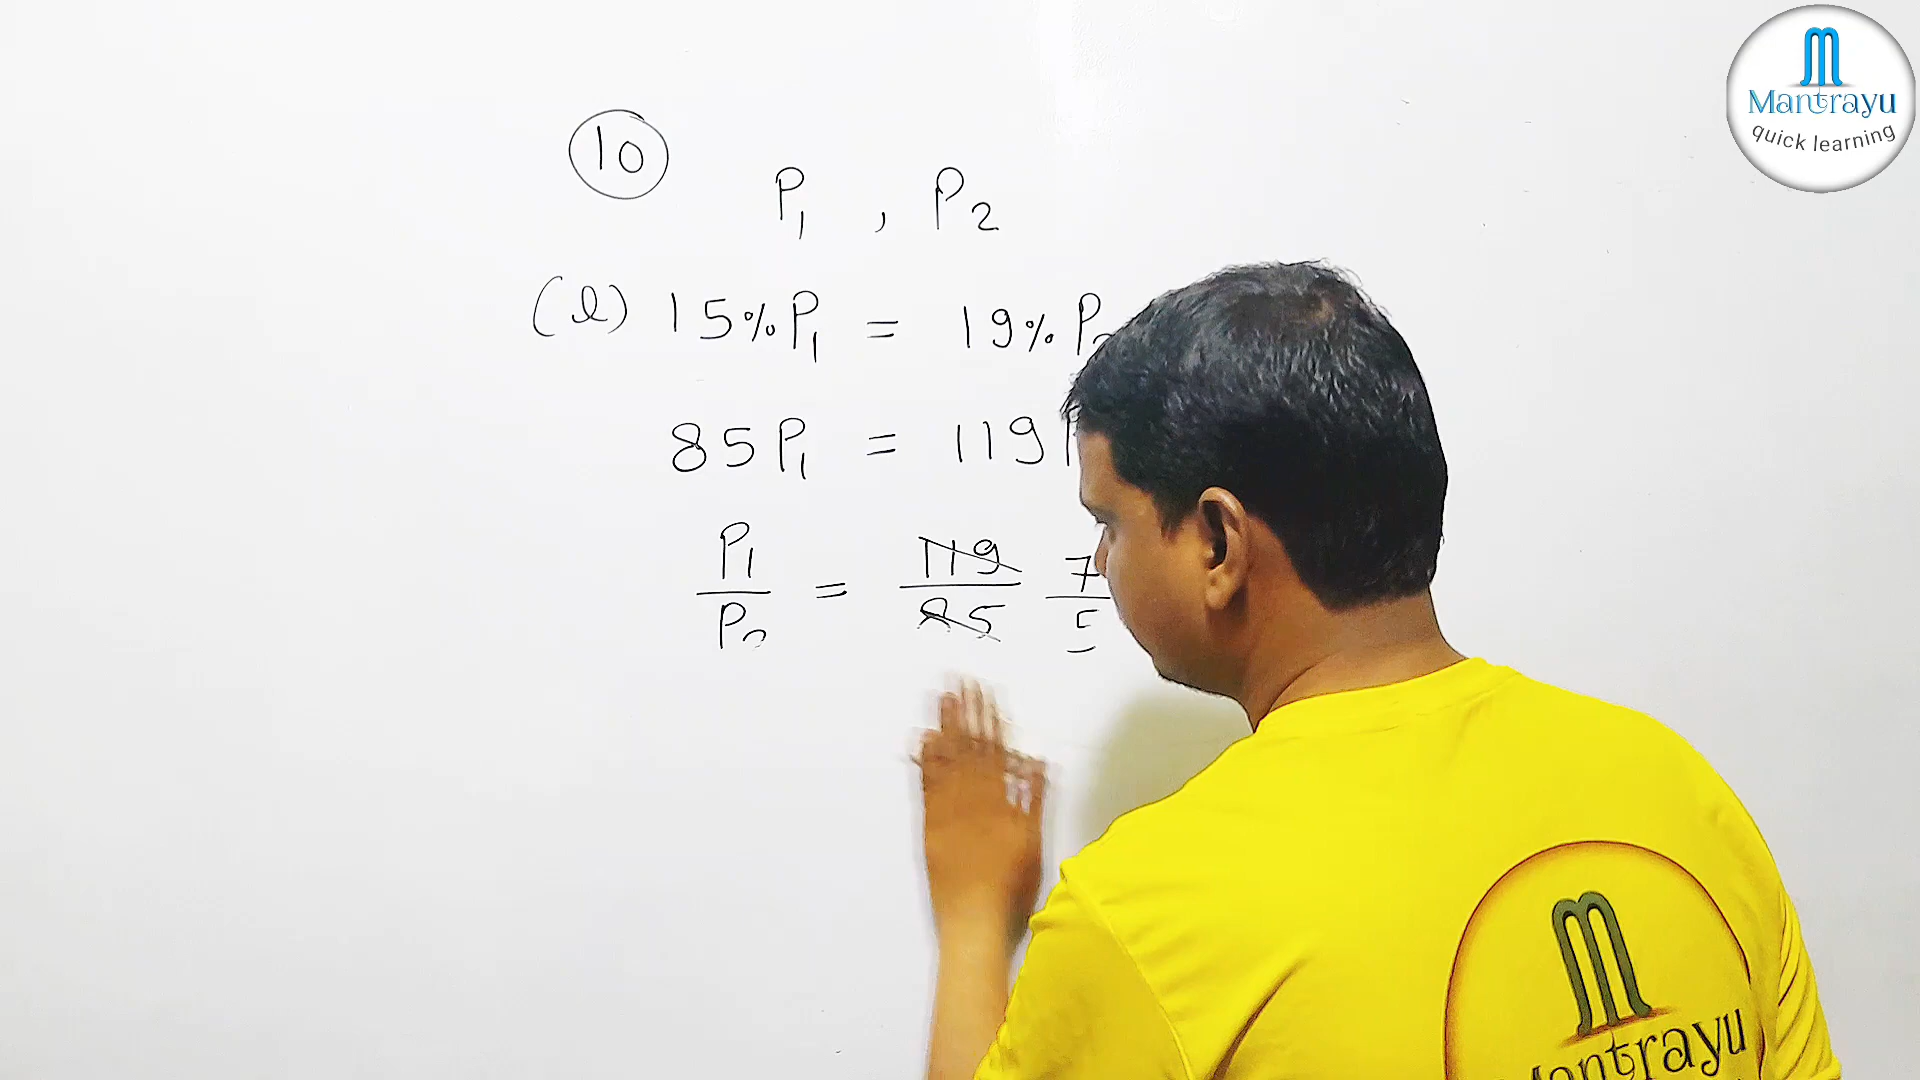 10
P1 , P2
(l) 15% P1 = 19% P2
85 P1 = 119 P
P1/P2 = 119/85 7/5
Mantrayu
quick learning
Mantrayu